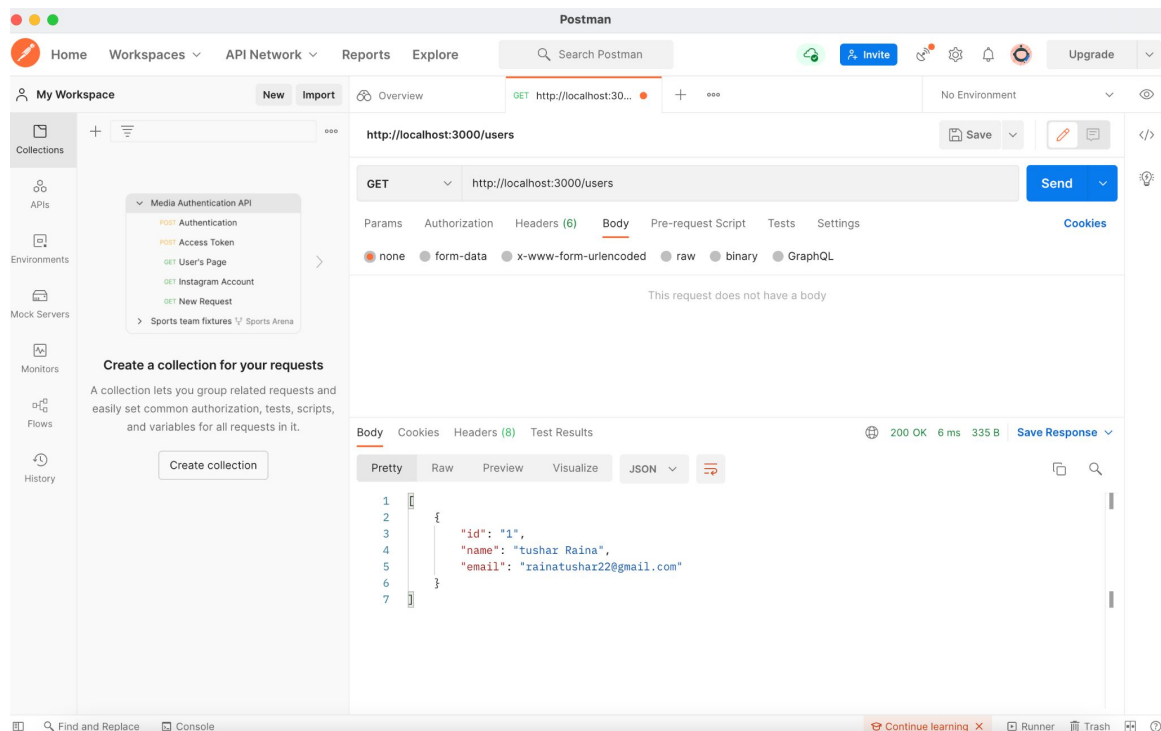 Postman
Home Workspaces API Network Reports Explore Search Postman Invite Upgrade
My Workspace New Import Overview GET http://localhost:30... No Environment
Collections
APIs
Environments
Mock Servers
Monitors
Flows
History
Media Authentication API
POST Authentication
POST Access Token
GET User's Page
GET Instagram Account
GET New Request
Sports team fixtures Sports Arena
Create a collection for your requests
A collection lets you group related requests and
easily set common authorization, tests, scripts,
and variables for all requests in it.
Create collection
http://localhost:3000/users Save
GET http://localhost:3000/users Send
Params Authorization Headers (6) Body Pre-request Script Tests Settings Cookies
none form-data x-www-form-urlencoded raw binary GraphQL
This request does not have a body
Body Cookies Headers (8) Test Results 200 OK 6 ms 335 B Save Response
Pretty Raw Preview Visualize JSON
1 [
2 {
3 "id": "1",
4 "name": "tushar Raina",
5 "email": "rainatushar22@gmail.com"
6 }
7 ]
Find and Replace Console Continue learning Runner Trash